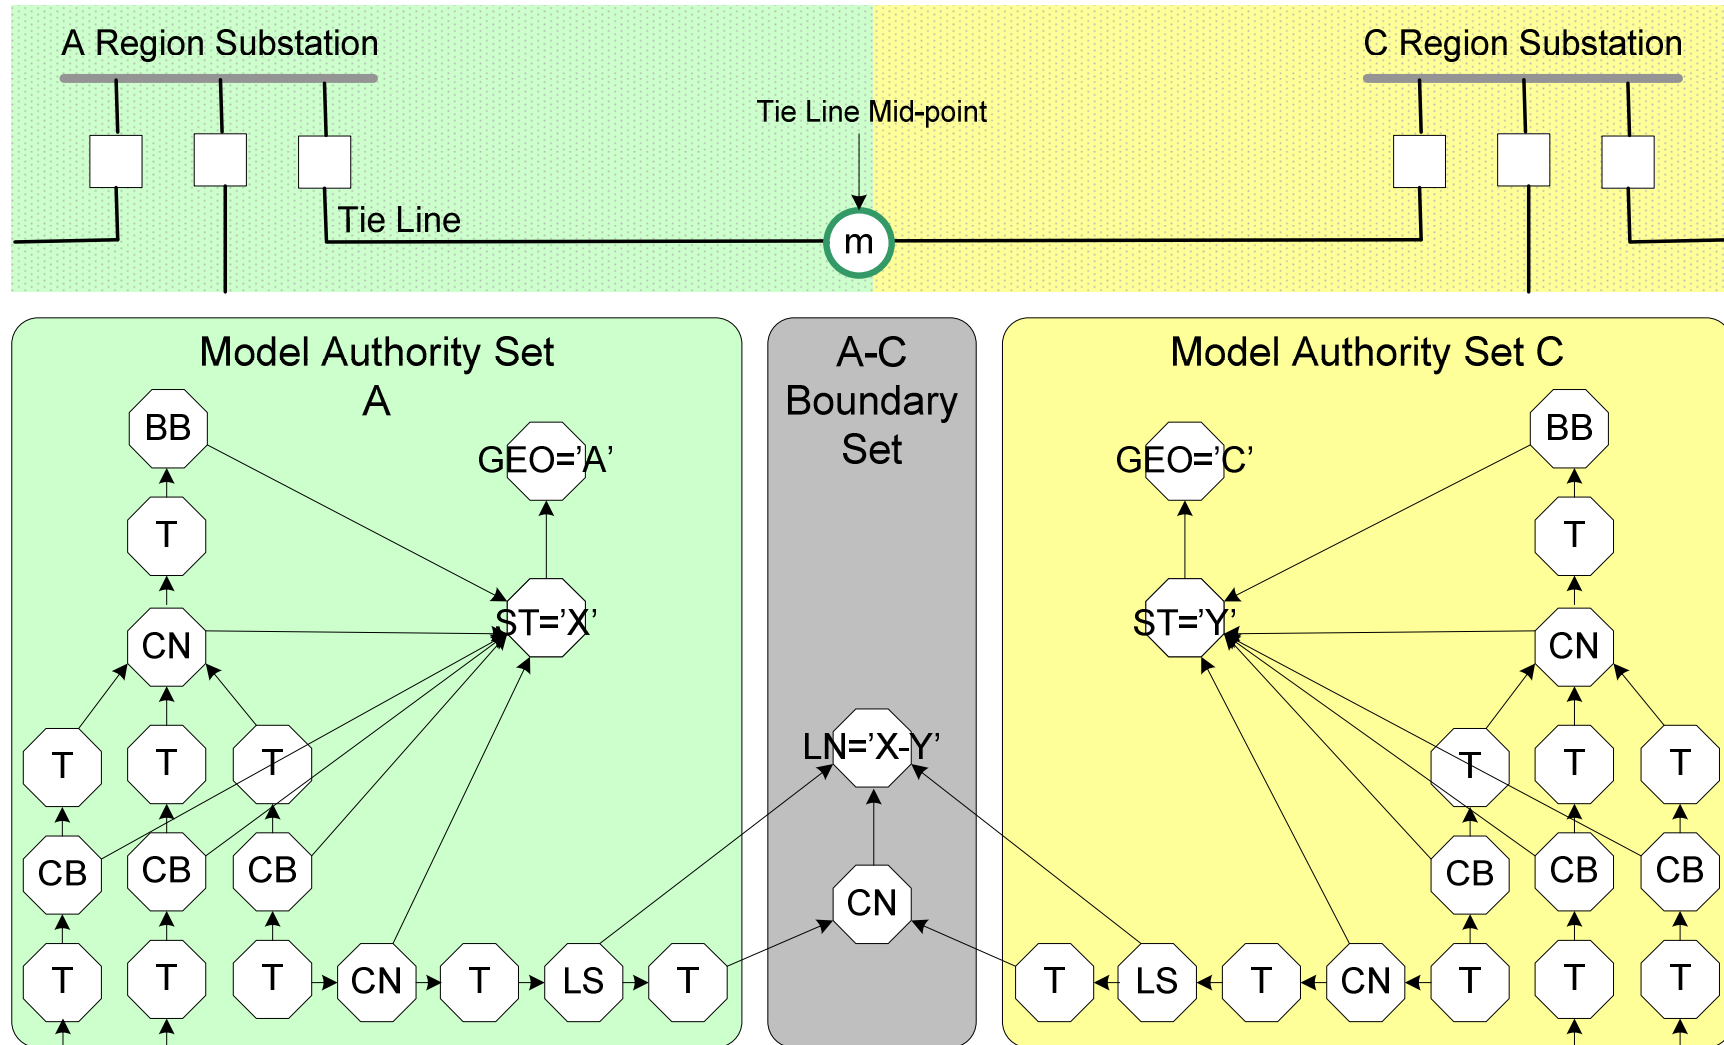 A Region Substation
C Region Substation
Tie Line Mid-point
Tie Line
m
Model Authority Set
A
A-C
Boundary
Set
Model Authority Set C
BB
GEO='A'
GEO='C'
BB
T
T
ST='X'
ST='Y'
CN
CN
T
T
T
LN='X-Y'
T
T
T
CB
CB
CB
CN
CB
CB
CB
T
T
T
CN
T
LS
T
T
LS
T
CN
T
T
T